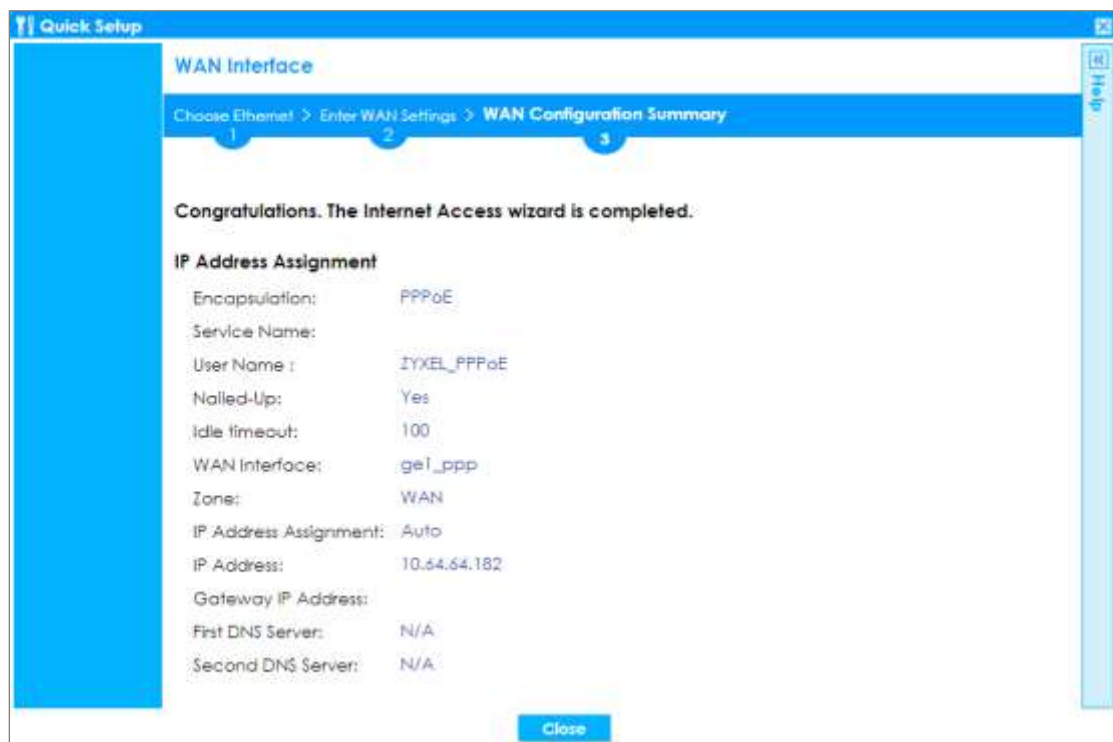 Quick Setup
Help
WAN Interface
Choose Ethernet > Enter WAN Settings > WAN Configuration Summary
1 2 3
Congratulations. The Internet Access wizard is completed.
IP Address Assignment
Encapsulation: PPPoE
Service Name:
User Name : ZYXEL_PPPoE
Nailed-Up: Yes
Idle timeout: 100
WAN Interface: ge1_ppp
Zone: WAN
IP Address Assignment: Auto
IP Address: 10.64.64.182
Gateway IP Address:
First DNS Server: N/A
Second DNS Server: N/A
Close